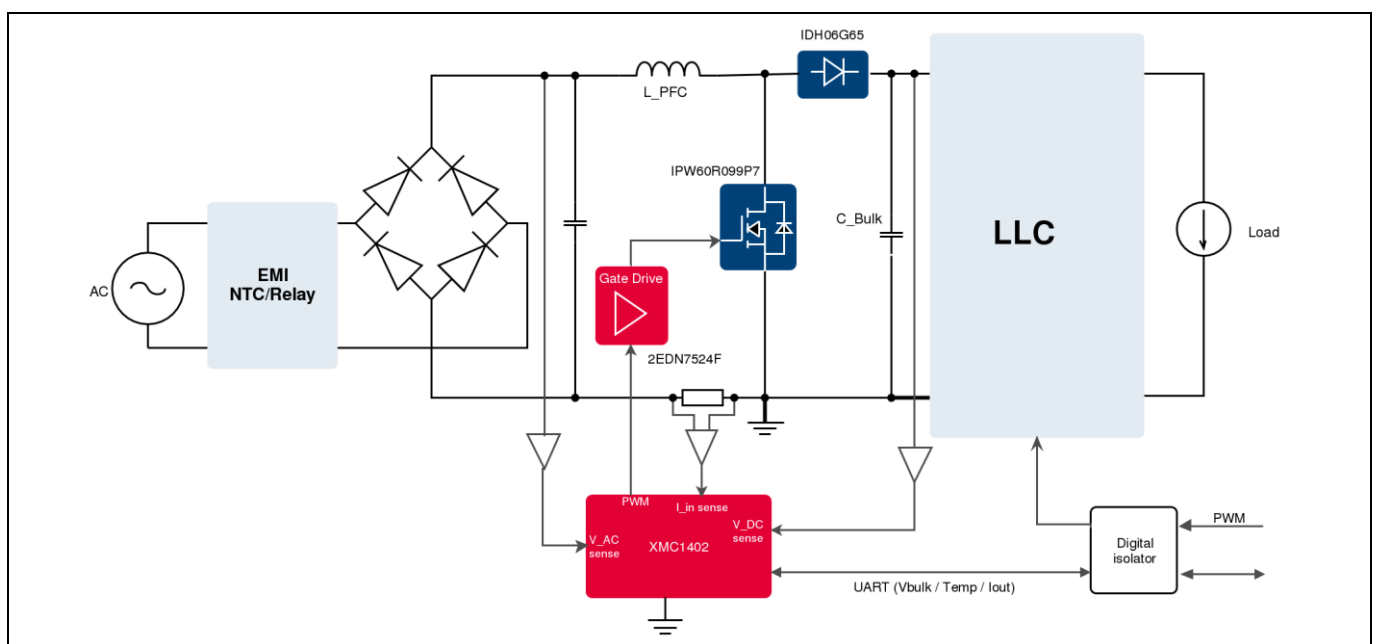 IDH06G65
L_PFC
IPW60R099P7
C_Bulk
LLC
Load
AC
EMI
NTC/Relay
Gate Drive
2EDN7524F
PWM
I_in sense
V_DC
sense
V_AC
sense
XMC1402
PWM
Digital
isolator
UART (Vbulk / Temp / Iout)